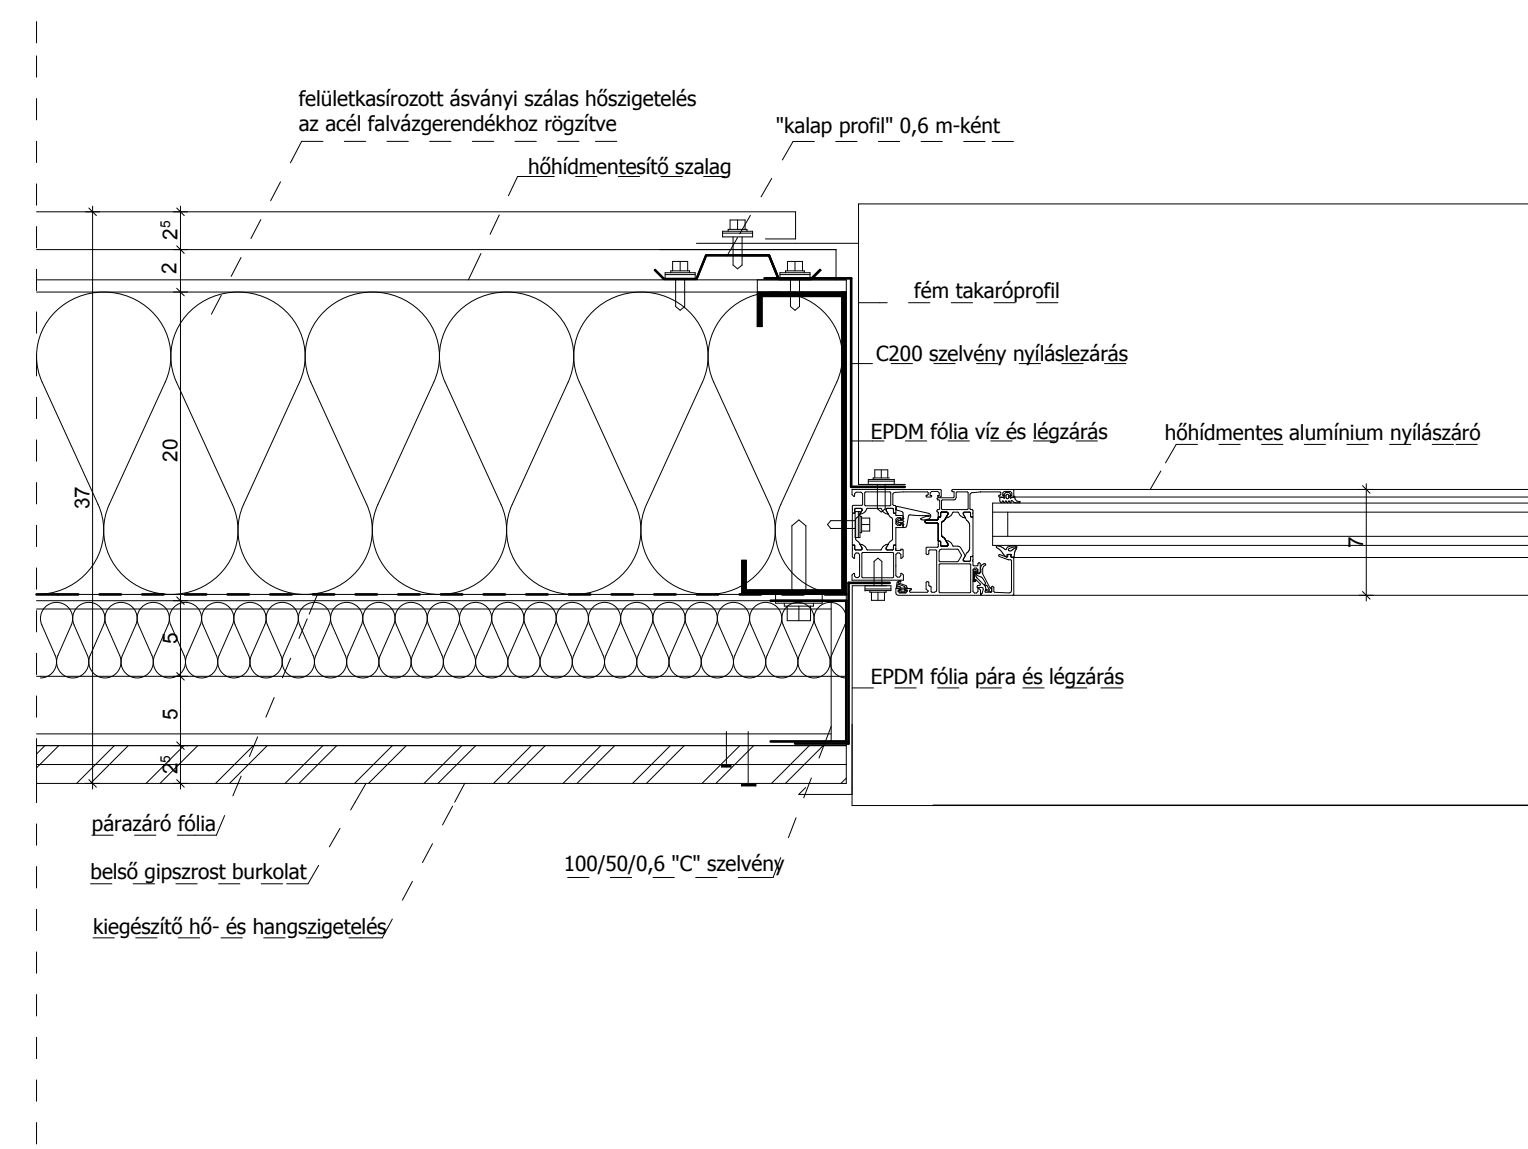 felületkasírozott ásványi szálas hőszigetelés
az acél falvázgerendékhoz rögzítve
"kalap profil" 0,6 m-ként
hőhídmentesítő szalag
2⁵
2
20
37
5
5
2⁵
fém takaróprofil
C200 szelvény nyíláslezárás
EPDM fólia víz és légzárás
hőhídmentes alumínium nyílászáró
7
EPDM fólia pára és légzárás
párazáró fólia
belső gipszrost burkolat
kiegészítő hő- és hangszigetelés
100/50/0,6 "C" szelvény